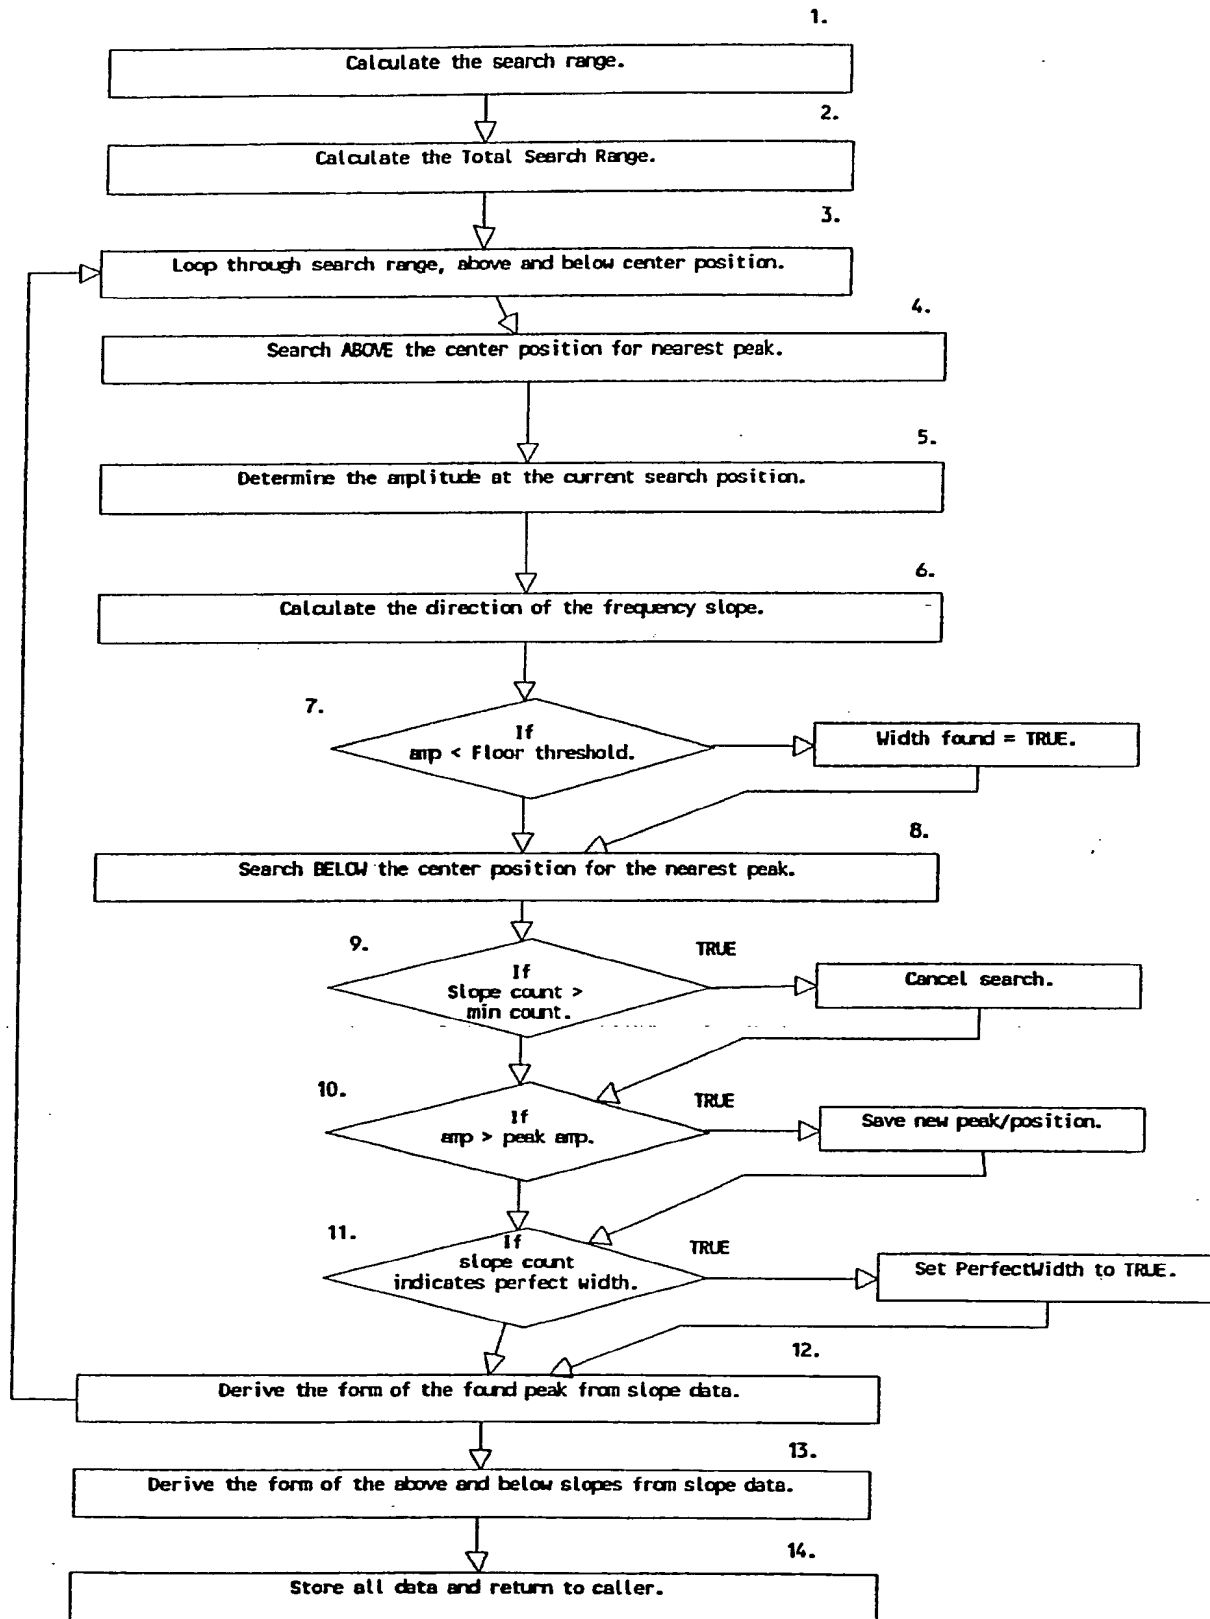 1.
Calculate the search range.
2.
Calculate the Total Search Range.
3.
Loop through search range, above and below center position.
4.
Search ABOVE the center position for nearest peak.
5.
Determine the amplitude at the current search position.
6.
Calculate the direction of the frequency slope.
7.
If
amp < Floor threshold.
Width found = TRUE.
8.
Search BELOW the center position for the nearest peak.
9.
If
Slope count >
min count.
TRUE
Cancel search.
10.
If
amp > peak amp.
TRUE
Save new peak/position.
11.
If
slope count
indicates perfect width.
TRUE
Set PerfectWidth to TRUE.
12.
Derive the form of the found peak from slope data.
13.
Derive the form of the above and below slopes from slope data.
14.
Store all data and return to caller.